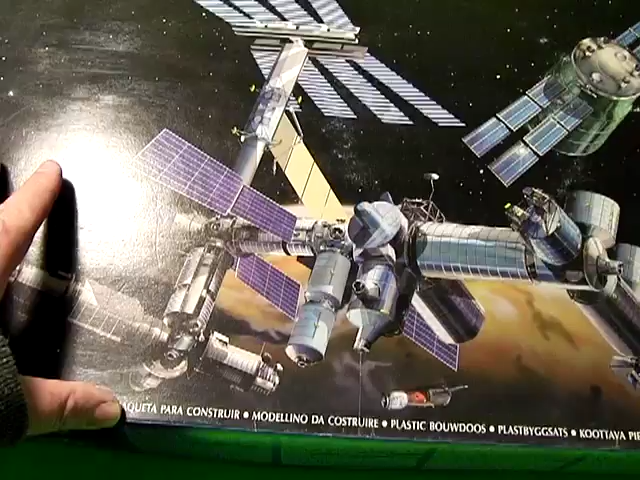 AQUETA PARA CONSTRUIR • MODELLINO DA COSTRUIRE • PLASTIC BOUWDOOS • PLASTBYGGSATS • KOOTTAVA PIE